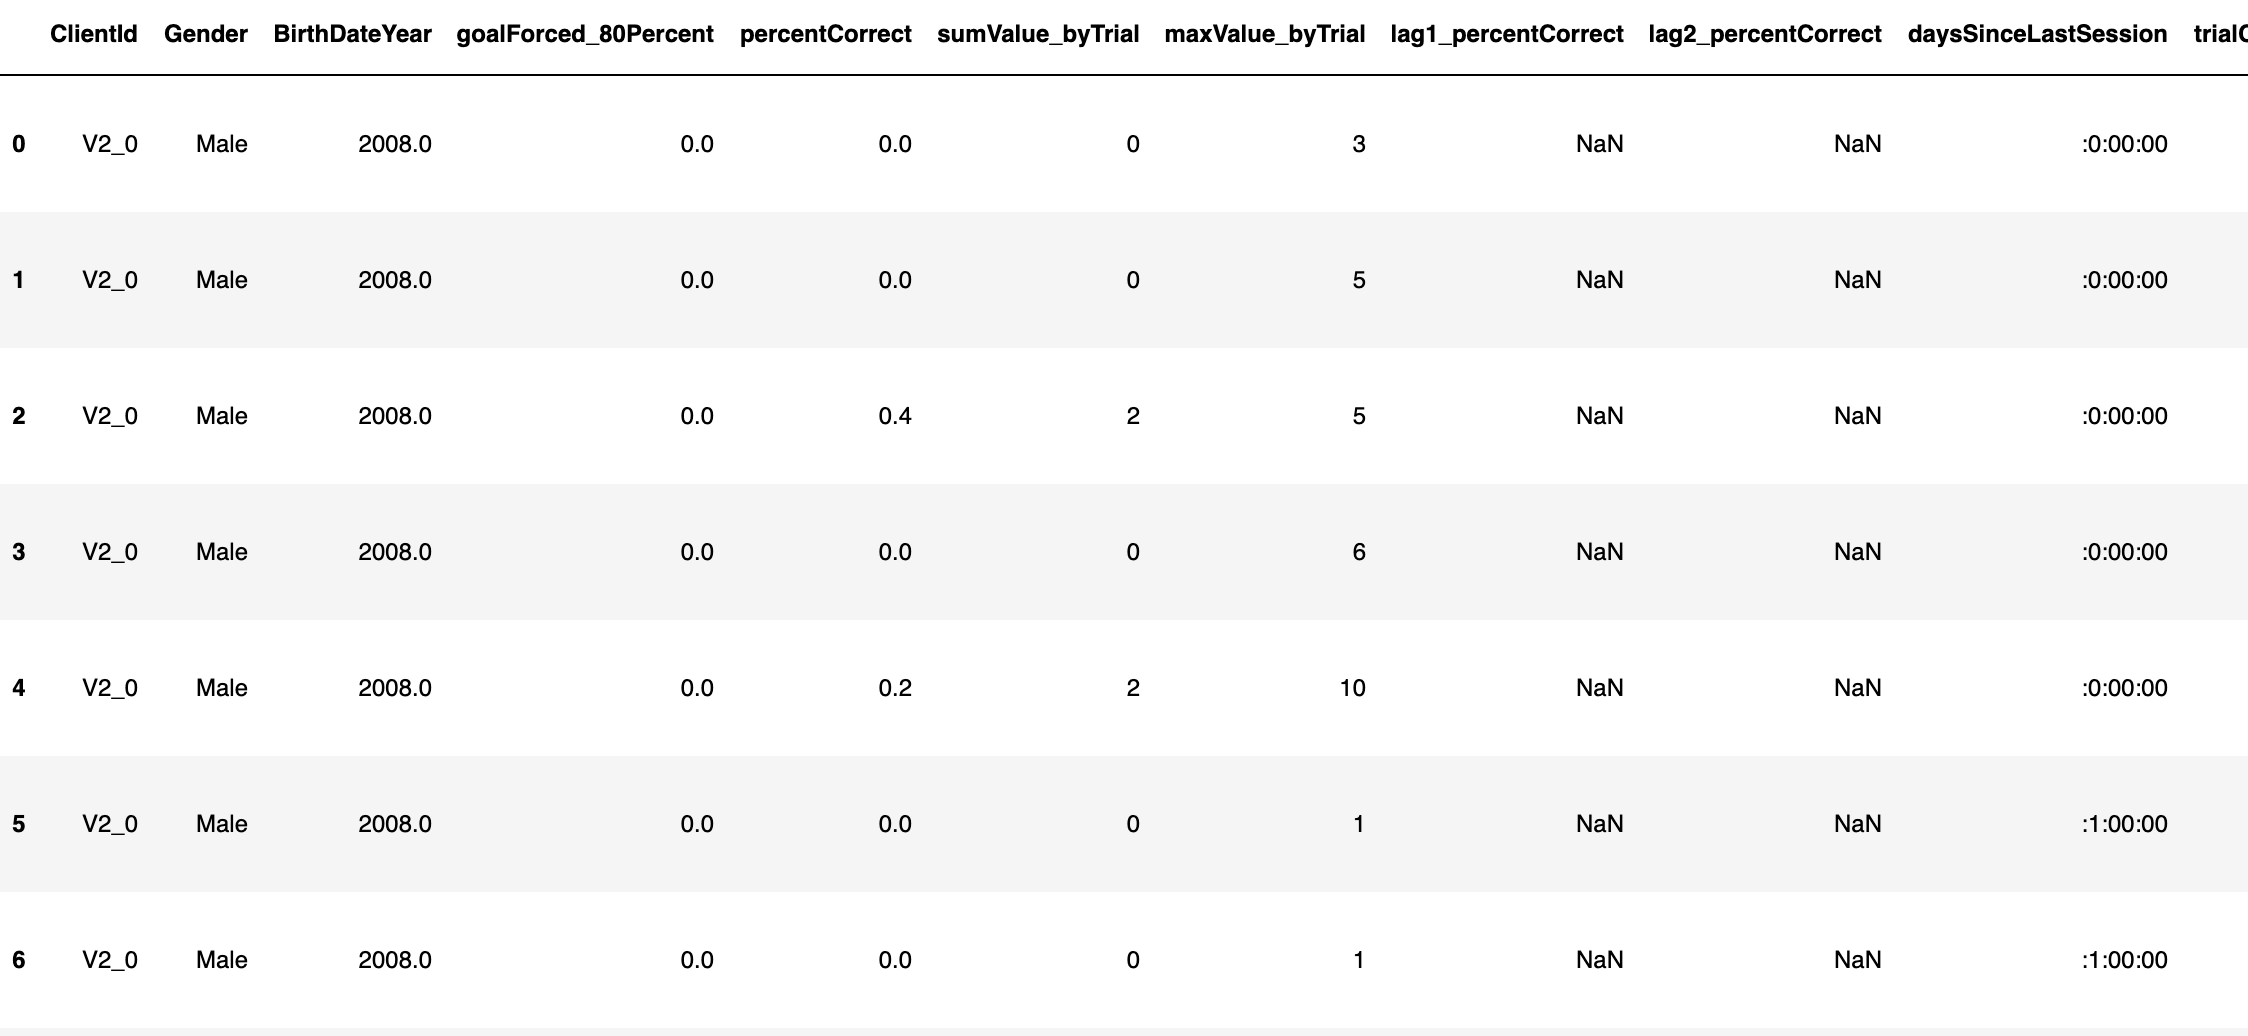 ClientId Gender BirthDateYear goalForced_80Percent percentCorrect sumValue_byTrial maxValue_byTrial lag1_percentCorrect lag2_percentCorrect daysSinceLastSession
0 V2_0 Male 2008.0 0.0 0.0 0 3 NaN NaN :0:00:00
1 V2_0 Male 2008.0 0.0 0.0 0 5 NaN NaN :0:00:00
2 V2_0 Male 2008.0 0.0 0.4 2 5 NaN NaN :0:00:00
3 V2_0 Male 2008.0 0.0 0.0 0 6 NaN NaN :0:00:00
4 V2_0 Male 2008.0 0.0 0.2 2 10 NaN NaN :0:00:00
5 V2_0 Male 2008.0 0.0 0.0 0 1 NaN NaN :1:00:00
6 V2_0 Male 2008.0 0.0 0.0 0 1 NaN NaN :1:00:00